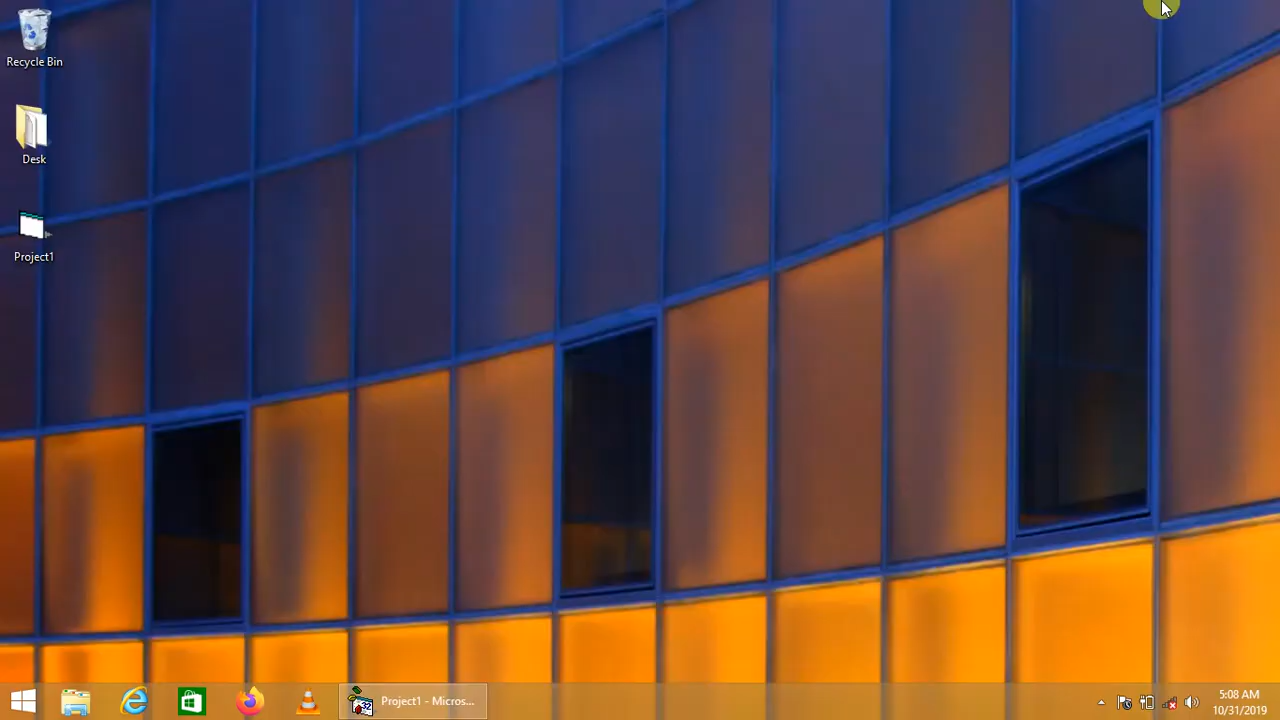 Recycle Bin
Desk
Project1
Project1 - Micros...
5:08 AM
10/31/2019